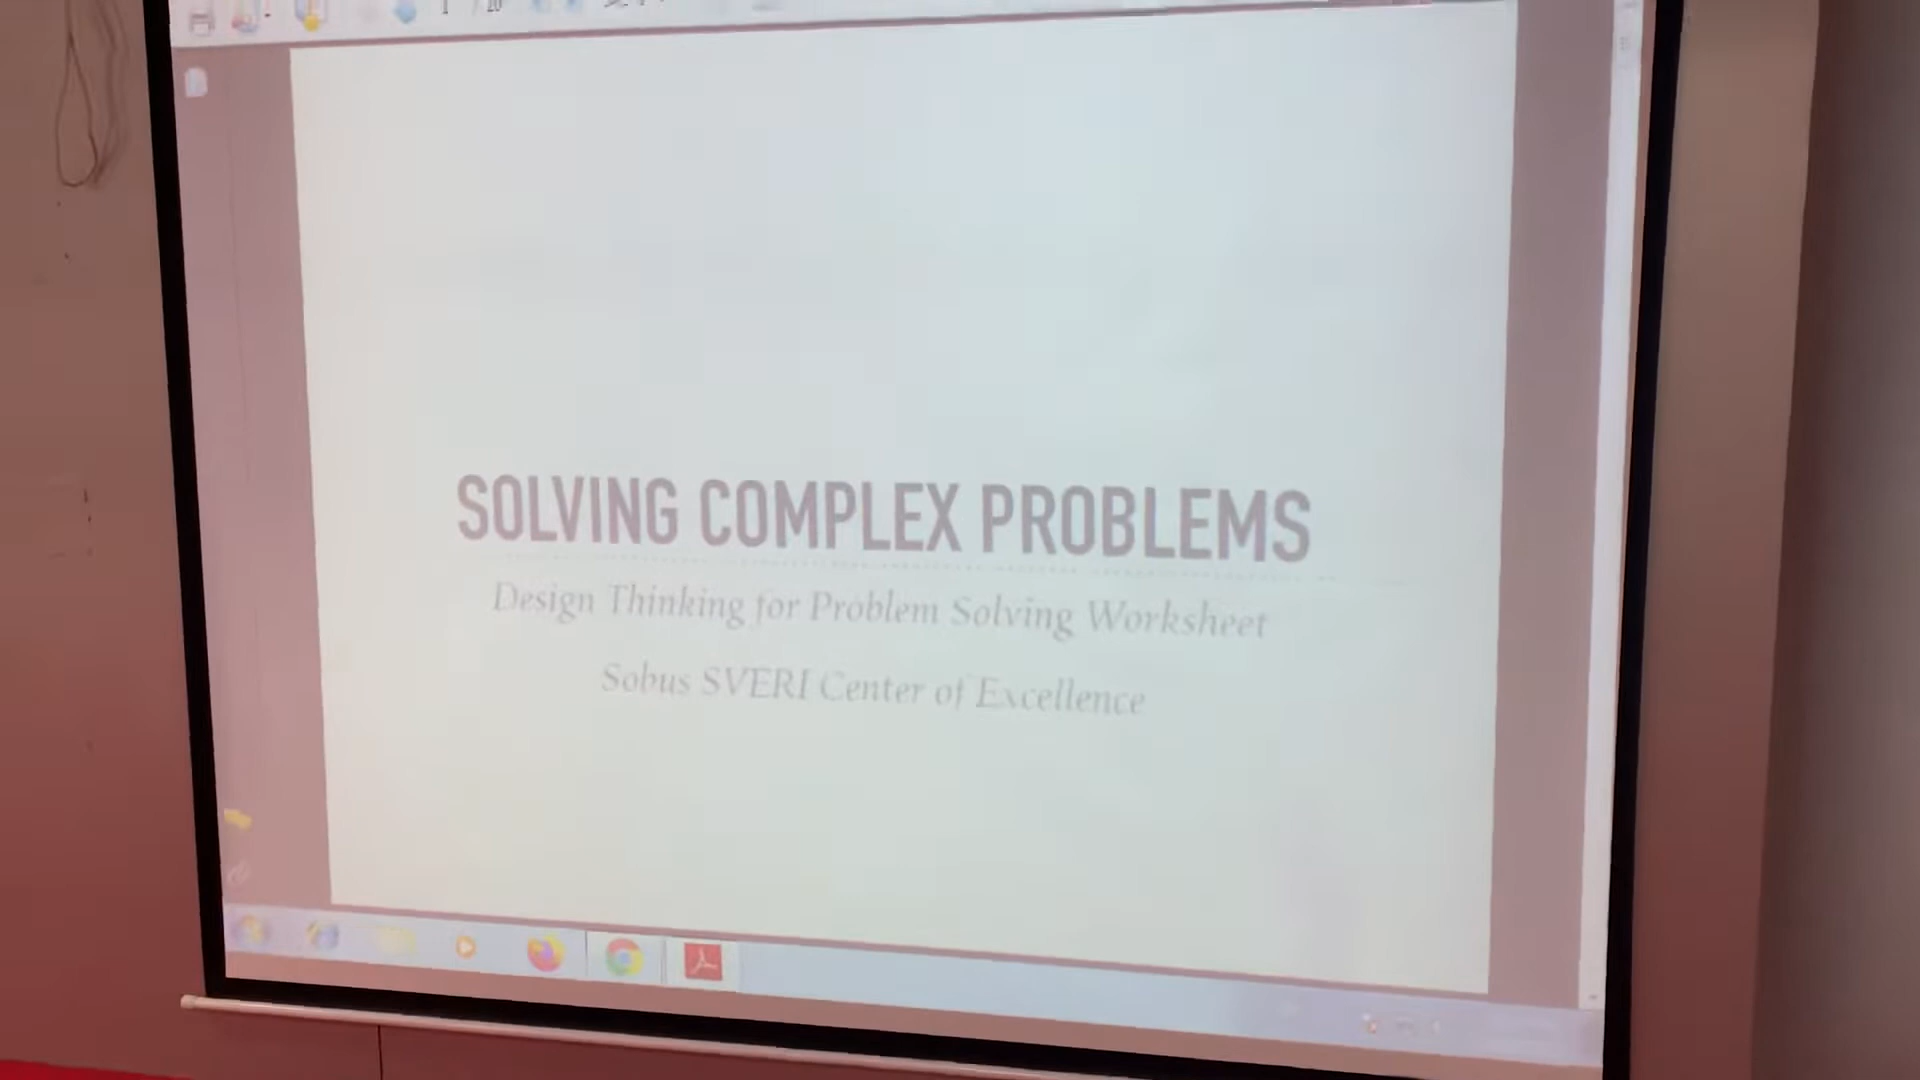 SOLVING COMPLEX PROBLEMS
Design Thinking for Problem Solving Worksheet
Sobus SVERI Center of Excellence